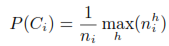 P(C_i) = \frac{1}{n_i} \max_h (n_i^h)